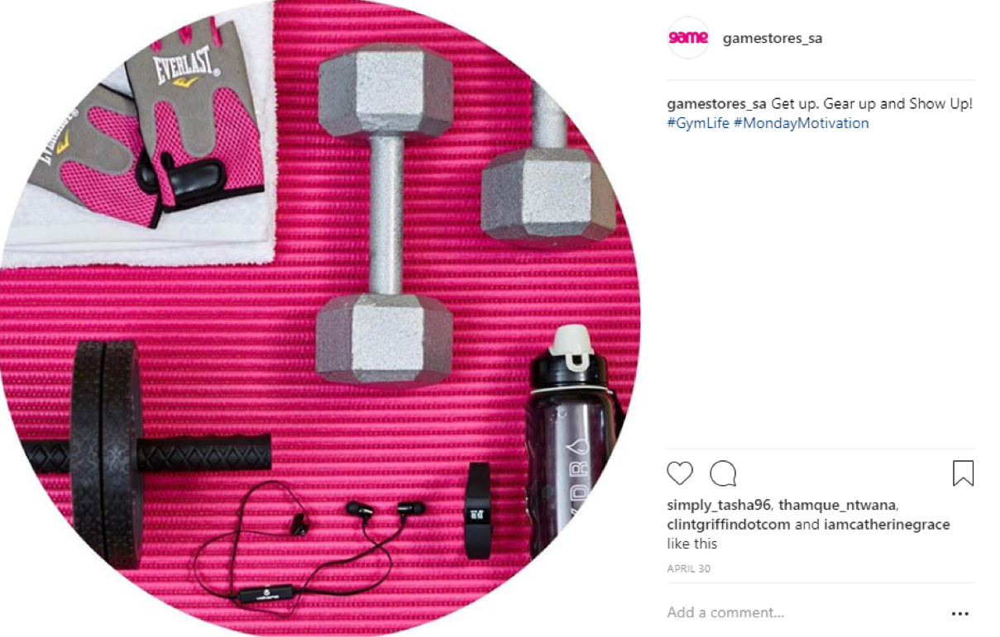 EVERLAST®
game
gamestores_sa
gamestores_sa Get up. Gear up and Show Up!
#GymLife #MondayMotivation
simply_tasha96, thamque_ntwana,
clintgriffindotcom and iamcatherinegrace
like this
APRIL 30
Add a comment...